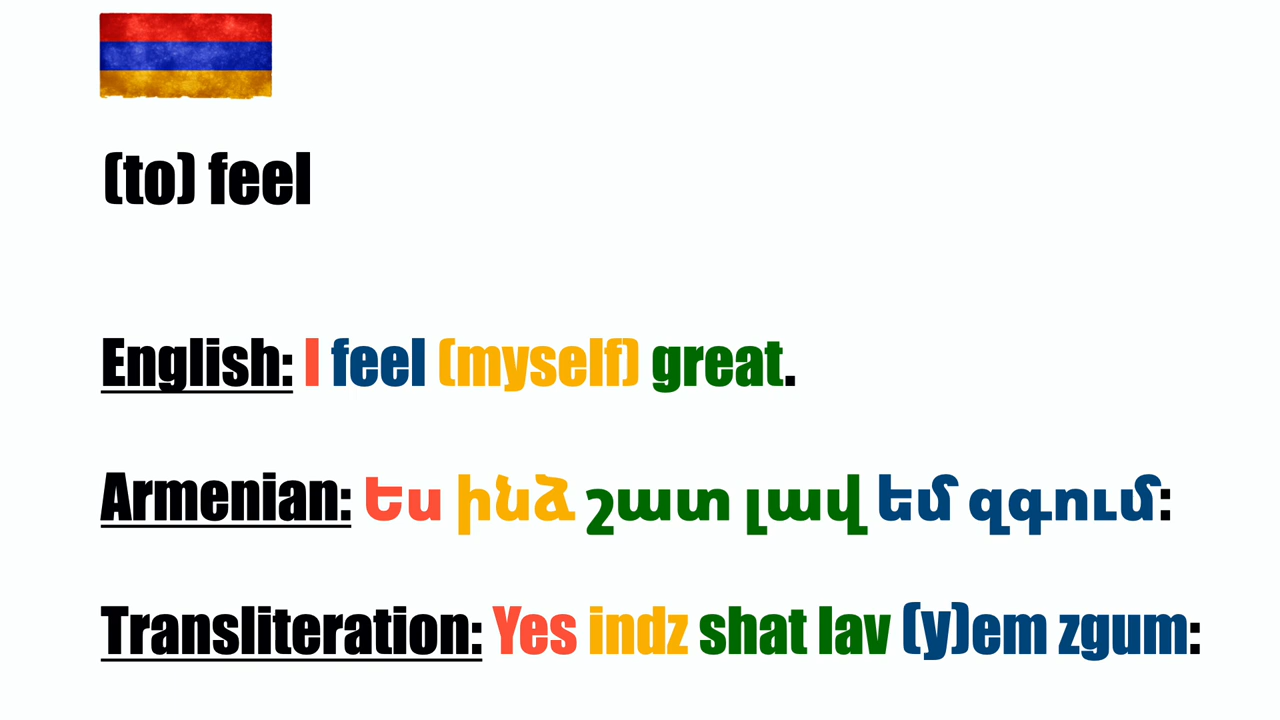 (to) feel
English: I feel (myself) great.
Armenian: Ես ինձ շատ լավ եմ զգում:
Transliteration: Yes indz shat lav (y)em zgum: